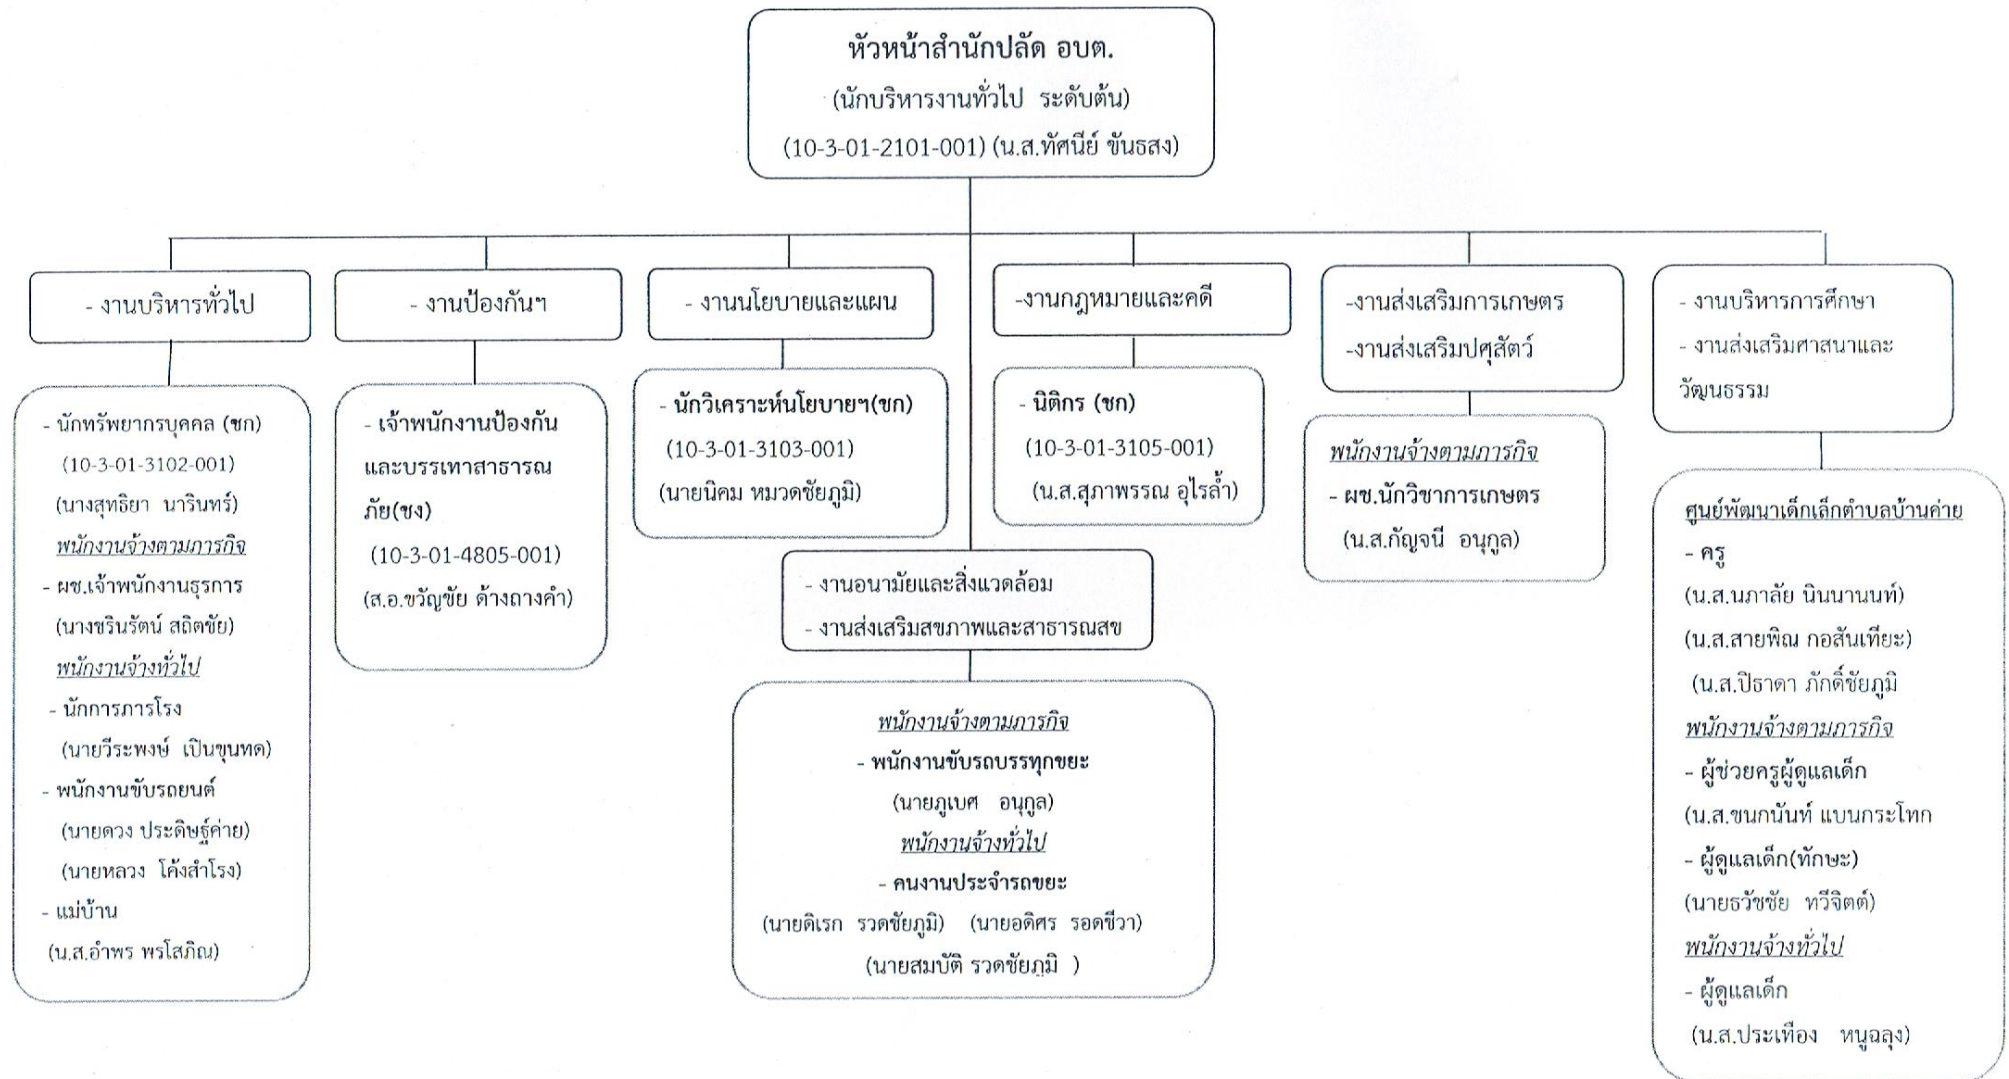 หัวหน้าสำนักปลัด อบต.
(นักบริหารงานทั่วไป ระดับต้น)
(10-3-01-2101-001) (น.ส.ทัศนีย์ ขันธสง)
- งานบริหารทั่วไป
- นักทรัพยากรบุคคล (ชก)
(10-3-01-3102-001)
(นางสุทธิยา นารินทร์)
พนักงานจ้างตามภารกิจ
- ผช.เจ้าพนักงานธุรการ
(นางชรินรัตน์ สถิตชัย)
พนักงานจ้างทั่วไป
- นักการภารโรง
(นายวีระพงษ์ เปินขุนทด)
- พนักงานขับรถยนต์
(นายดวง ประดิษฐ์ค่าย)
(นายหลวง โค้งสำโรง)
- แม่บ้าน
(น.ส.อำพร พรโสภิณ)
- งานป้องกันฯ
- เจ้าพนักงานป้องกัน
และบรรเทาสาธารณ
ภัย(ชง)
(10-3-01-4805-001)
(ส.อ.ขวัญชัย ด้างถางคำ)
- งานนโยบายและแผน
- นักวิเคราะห์นโยบายฯ(ชก)
(10-3-01-3103-001)
(นายนิคม หมวดชัยภูมิ)
- งานอนามัยและสิ่งแวดล้อม
- งานส่งเสริมสขภาพและสาธารณสข
พนักงานจ้างตามภารกิจ
- พนักงานขับรถบรรทุกขยะ
(นายภูเบศ อนุกูล)
พนักงานจ้างทั่วไป
- คนงานประจำรถขยะ
(นายดิเรก รวดชัยภูมิ) (นายอดิศร รอดชีวา)
(นายสมบัติ รวดชัยภูมิ )
-งานกฎหมายและคดี
- นิติกร (ชก)
(10-3-01-3105-001)
(น.ส.สุภาพรรณ อุไรล้ำ)
-งานส่งเสริมการเกษตร
-งานส่งเสริมปศุสัตว์
พนักงานจ้างตามภารกิจ
- ผช.นักวิชาการเกษตร
(น.ส.กัญจนี อนุกูล)
- งานบริหารการศึกษา
- งานส่งเสริมศาสนาและ
วัฒนธรรม
ศูนย์พัฒนาเด็กเล็กตำบลบ้านค่าย
- ครู
(น.ส.นภาลัย นินนานนท์)
(น.ส.สายพิณ กอสันเทียะ)
(น.ส.ปิธาดา ภักดิ์ชัยภูมิ
พนักงานจ้างตามภารกิจ
- ผู้ช่วยครูผู้ดูแลเด็ก
(น.ส.ชนกนันท์ แบนกระโทก
- ผู้ดูแลเด็ก(ทักษะ)
(นายธวัชชัย ทวีจิตต์)
พนักงานจ้างทั่วไป
- ผู้ดูแลเด็ก
(น.ส.ประเทือง หนูฉลุง)